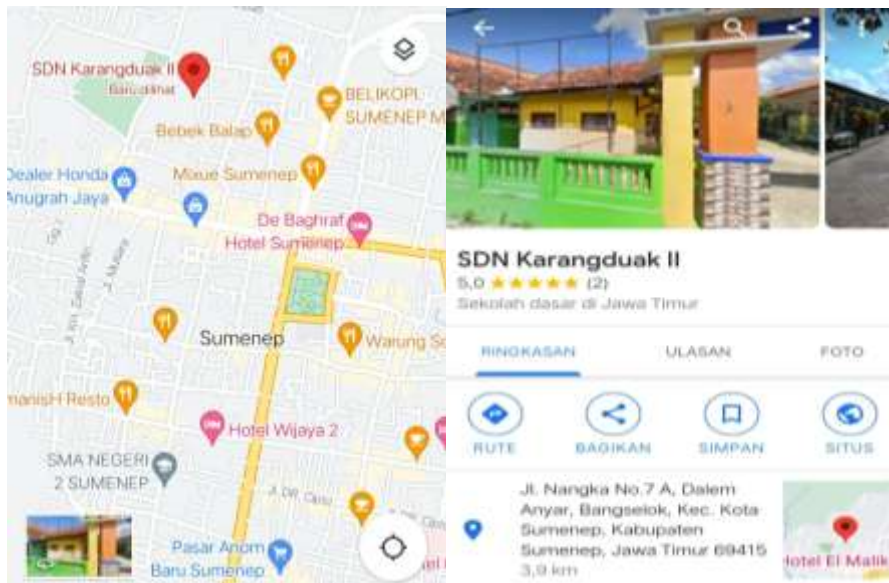 SDN Karangduak II
Baru dilihat
BELIKOPI
SUMENEP M
Bebek Balap
Dealer Honda
Anugrah Jaya
Mixue Sumenep
De Baghraf
Hotel Sumenep
Jl. Mutiara
Sumenep
Warung So
manisH Resto
Hotel Wijaya 2
SMA NEGERI
2 SUMENEP
Pasar Anom
Baru Sumenep
SDN Karangduak II
5,0 (2)
Sekolah dasar di Jawa Timur
RINGKASAN ULASAN FOTO
RUTE BAGIKAN SIMPAN SITUS
Jl. Nangka No.7 A, Dalem
Anyar, Bangselok, Kec. Kota
Sumenep, Kabupaten
Sumenep, Jawa Timur 69415
3,9 km
Hotel El Malik